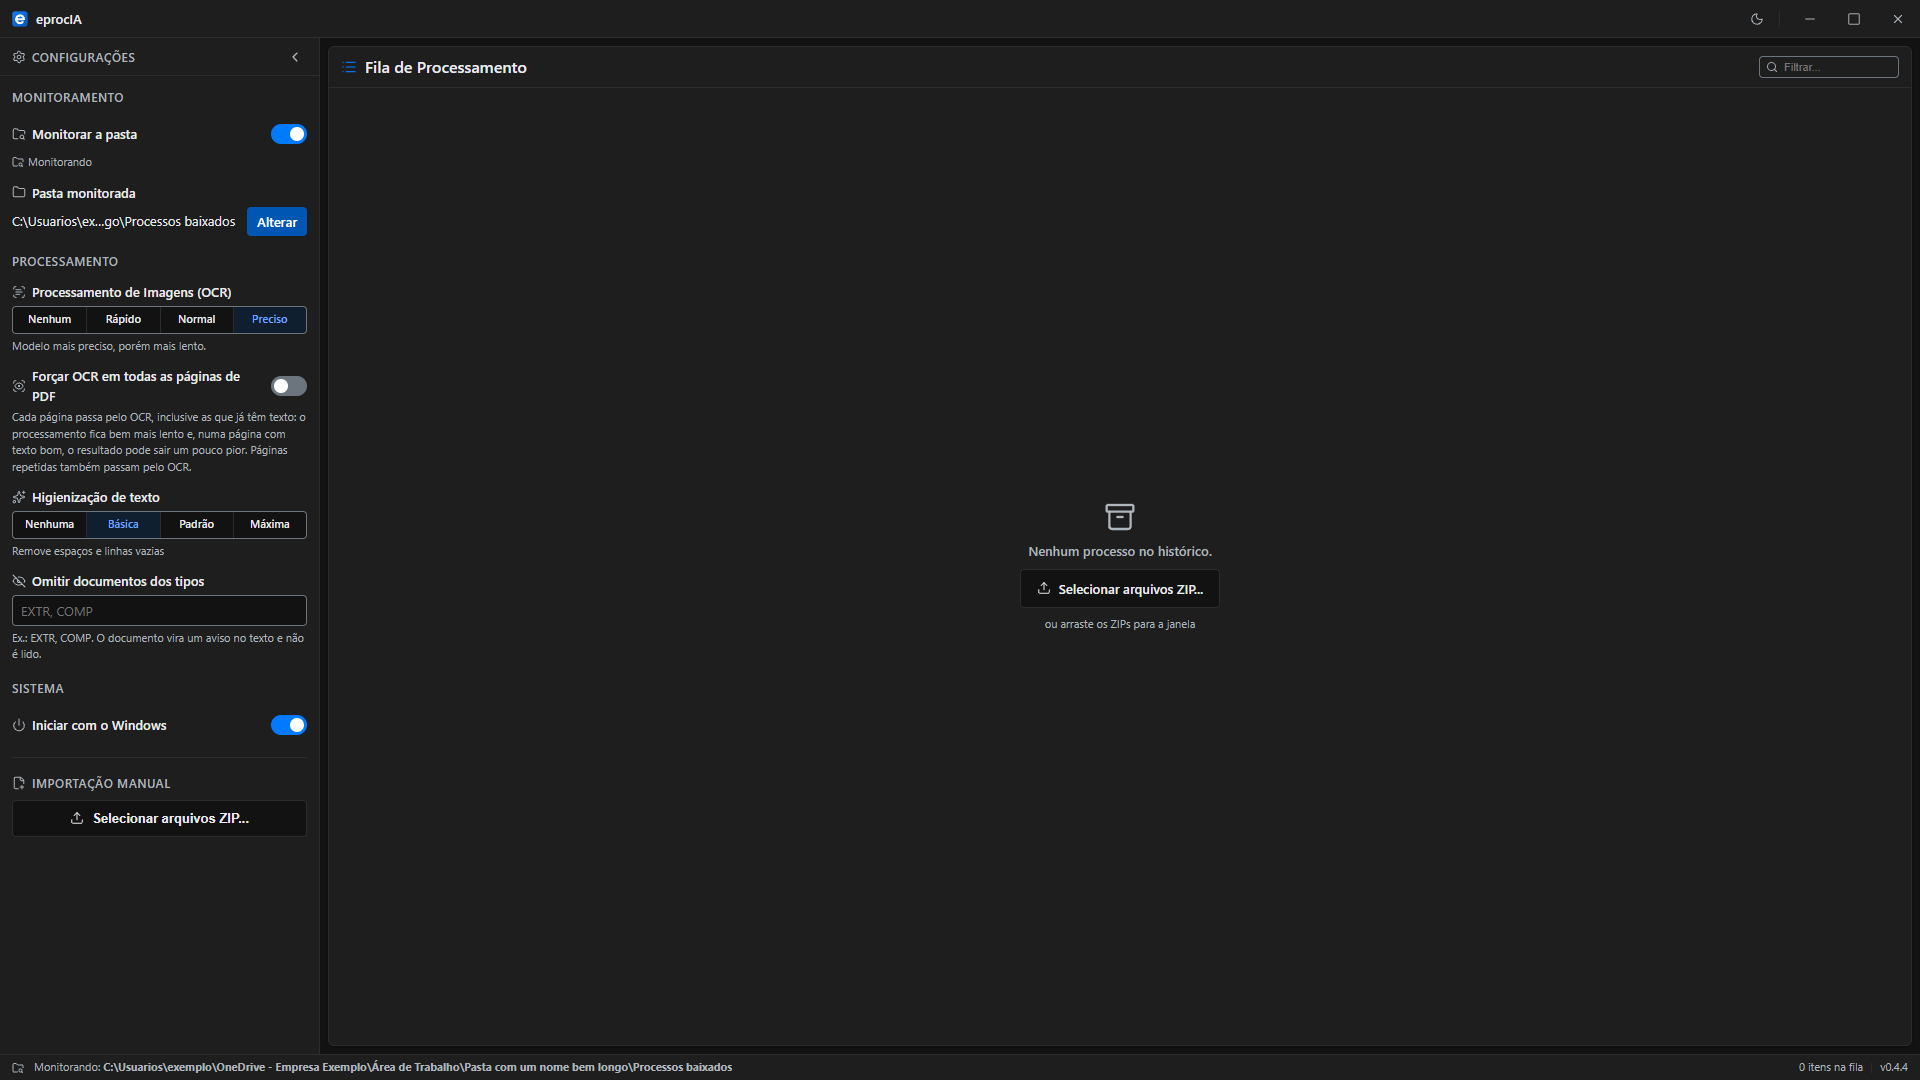 eprocIA
CONFIGURAÇÕES
MONITORAMENTO
Monitorar a pasta
Monitorando
Pasta monitorada
C:\Usuarios\ex...go\Processos baixados
Alterar
PROCESSAMENTO
Processamento de Imagens (OCR)
Nenhum Rápido Normal Preciso
Modelo mais preciso, porém mais lento.
Forçar OCR em todas as páginas de
PDF
Cada página passa pelo OCR, inclusive as que já têm texto: o
processamento fica bem mais lento e, numa página com
texto bom, o resultado pode sair um pouco pior. Páginas
repetidas também passam pelo OCR.
Higienização de texto
Nenhuma Básica Padrão Máxima
Remove espaços e linhas vazias
Omitir documentos dos tipos
EXTR, COMP
Ex.: EXTR, COMP. O documento vira um aviso no texto e não
é lido.
SISTEMA
Iniciar com o Windows
IMPORTAÇÃO MANUAL
Selecionar arquivos ZIP...
Fila de Processamento
Filtrar...
Nenhum processo no histórico.
Selecionar arquivos ZIP...
ou arraste os ZIPs para a janela
Monitorando: C:\Usuarios\exemplo\OneDrive - Empresa Exemplo\Área de Trabalho\Pasta com um nome bem longo\Processos baixados
0 itens na fila
v0.4.4